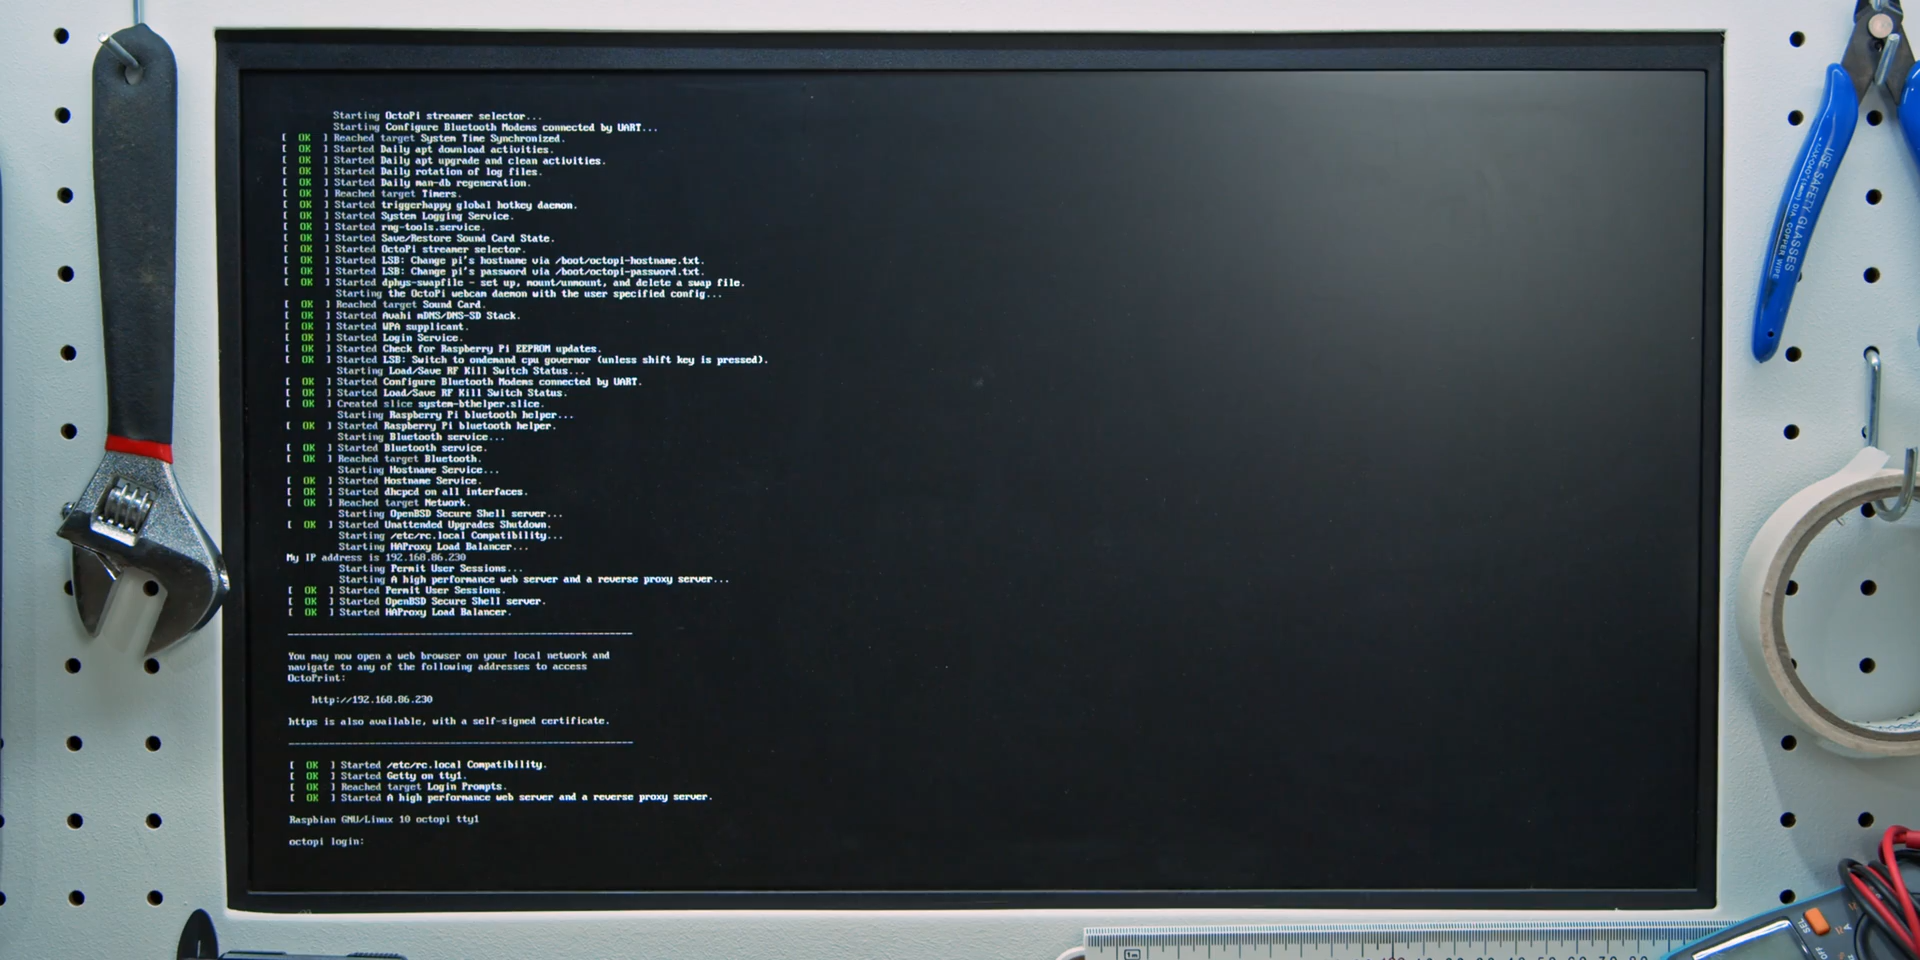 Starting OctoPi streamer selector...
Starting Configure Bluetooth Modems connected by UART...
[ OK ] Reached target System Time Synchronized.
[ OK ] Started Daily apt download activities.
[ OK ] Started Daily apt upgrade and clean activities.
[ OK ] Started Daily rotation of log files.
[ OK ] Started Daily man-db regeneration.
[ OK ] Reached target Timers.
[ OK ] Started triggerhappy global hotkey daemon.
[ OK ] Started System Logging Service.
[ OK ] Started rng-tools.service.
[ OK ] Started Save/Restore Sound Card State.
[ OK ] Started OctoPi streamer selector.
[ OK ] Started LSB: Change pi's hostname via /boot/octopi-hostname.txt.
[ OK ] Started LSB: Change pi's password via /boot/octopi-password.txt.
[ OK ] Started dphys-swapfile - set up, mount/unmount, and delete a swap file.
Starting the OctoPi webcam daemon with the user specified config...
[ OK ] Reached target Sound Card.
[ OK ] Started Avahi mDNS/DNS-SD Stack.
[ OK ] Started WPA supplicant.
[ OK ] Started Login Service.
[ OK ] Started Check for Raspberry Pi EEPROM updates.
[ OK ] Started LSB: Switch to ondemand cpu governor (unless shift key is pressed).
Starting Load/Save RF Kill Switch Status...
[ OK ] Started Configure Bluetooth Modems connected by UART.
[ OK ] Started Load/Save RF Kill Switch Status.
[ OK ] Created slice system-bthelper.slice.
Starting Raspberry Pi bluetooth helper...
[ OK ] Started Raspberry Pi bluetooth helper.
Starting Bluetooth service...
[ OK ] Started Bluetooth service.
[ OK ] Reached target Bluetooth.
Starting Hostname Service...
[ OK ] Started Hostname Service.
[ OK ] Started dhcpcd on all interfaces.
[ OK ] Reached target Network.
Starting OpenBSD Secure Shell server...
[ OK ] Started Unattended Upgrades Shutdown.
Starting /etc/rc.local Compatibility...
Starting HAProxy Load Balancer...
My IP address is 192.168.86.230
Starting Permit User Sessions...
Starting A high performance web server and a reverse proxy server...
[ OK ] Started Permit User Sessions.
[ OK ] Started OpenBSD Secure Shell server.
[ OK ] Started HAProxy Load Balancer.
You may now open a web browser on your local network and
navigate to any of the following addresses to access
OctoPrint:
http://192.168.86.230
https is also available, with a self-signed certificate.
[ OK ] Started /etc/rc.local Compatibility.
[ OK ] Started Getty on tty1.
[ OK ] Reached target Login Prompts.
[ OK ] Started A high performance web server and a reverse proxy server.
Raspbian GNU/Linux 10 octopi tty1
octopi login:
USE SAFETY GLASSES
DIA COPPER WIRE
1m
SEL